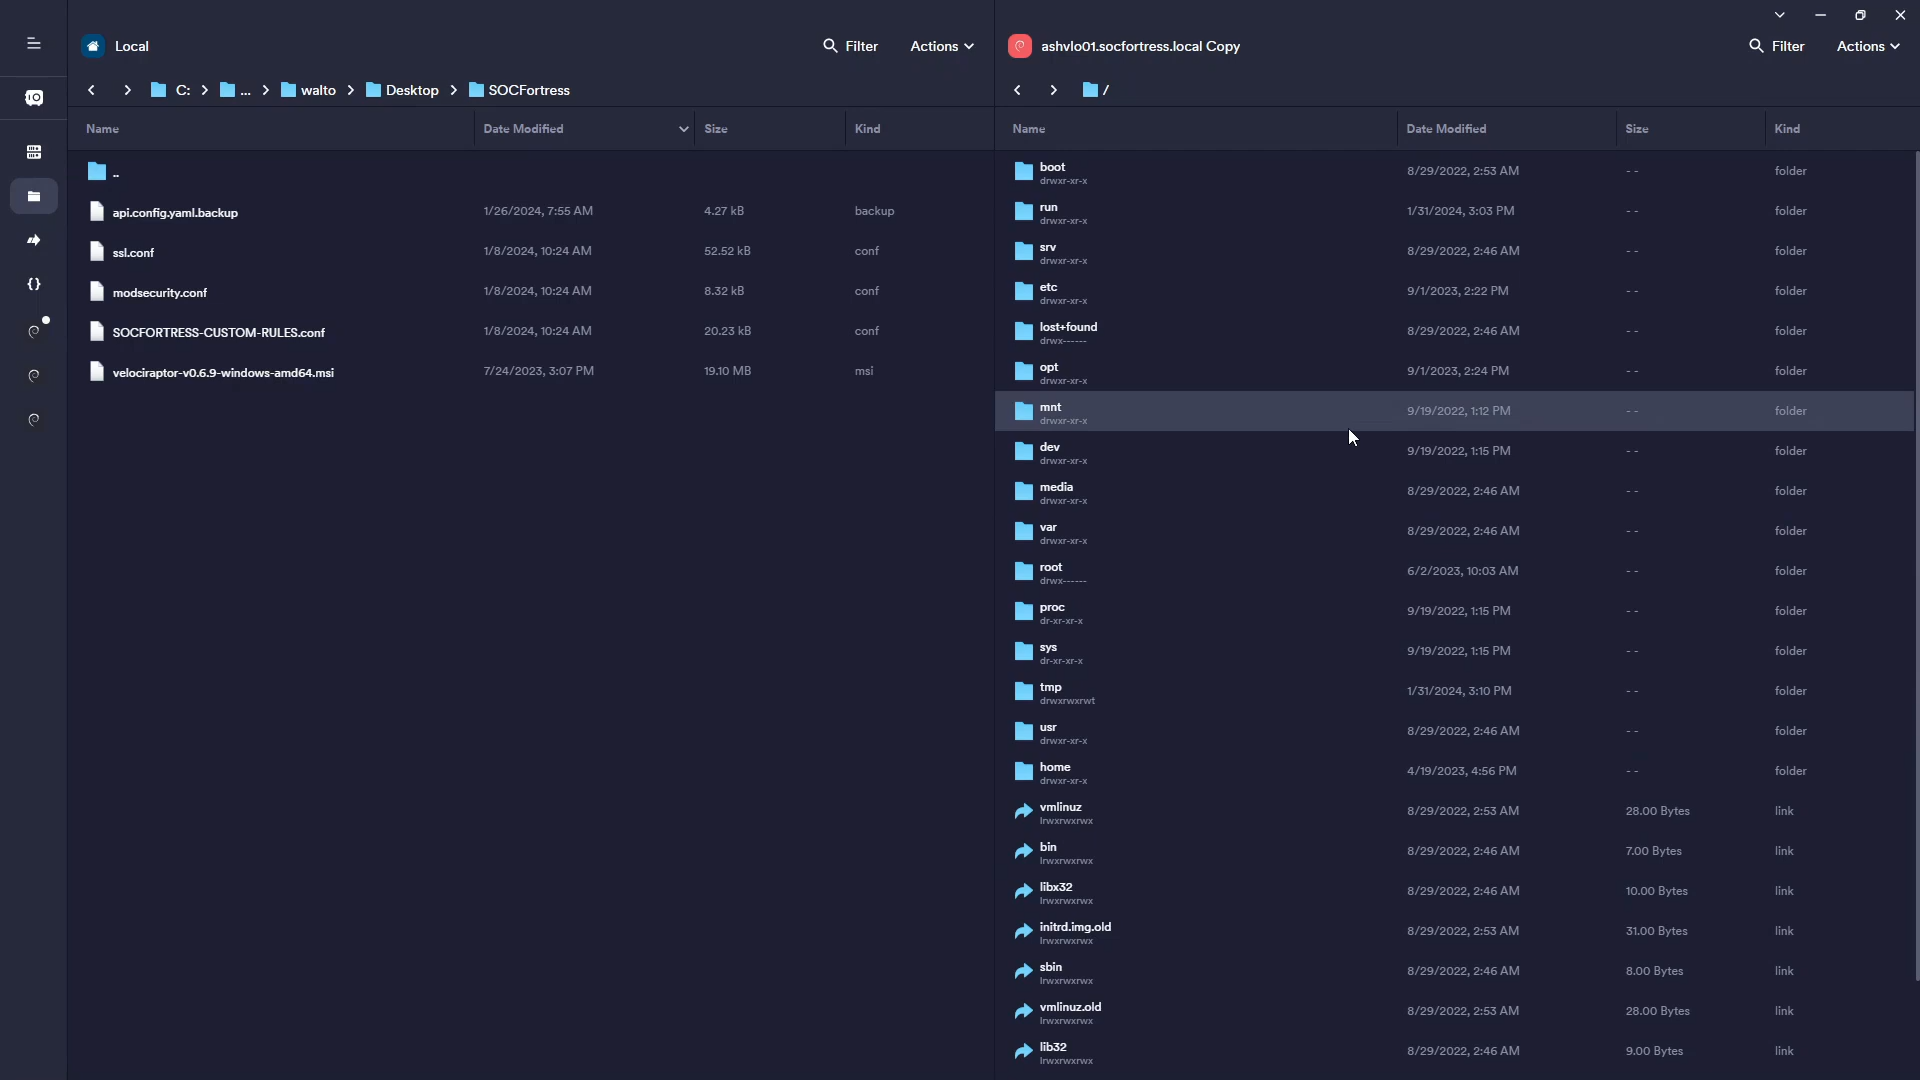 Local
Filter
Actions
C: ... walto Desktop SOCFortress
Name Date Modified Size Kind
..
api.config.yaml.backup 1/26/2024, 7:55 AM 4.27 kB backup
ssl.conf 1/8/2024, 10:24 AM 52.52 kB conf
modsecurity.conf 1/8/2024, 10:24 AM 8.32 kB conf
SOCFORTRESS-CUSTOM-RULES.conf 1/8/2024, 10:24 AM 20.23 kB conf
velociraptor-v0.6.9-windows-amd64.msi 7/24/2023, 3:07 PM 19.10 MB msi
ashvlo01.socfortress.local Copy
Filter
Actions
/
Name Date Modified Size Kind
boot 8/29/2022, 2:53 AM -- folder
drwxr-xr-x
run 1/31/2024, 3:03 PM -- folder
drwxr-xr-x
srv 8/29/2022, 2:46 AM -- folder
drwxr-xr-x
etc 9/1/2023, 2:22 PM -- folder
drwxr-xr-x
lost+found 8/29/2022, 2:46 AM -- folder
drwx------
opt 9/1/2023, 2:24 PM -- folder
drwxr-xr-x
mnt 9/19/2022, 1:12 PM -- folder
drwxr-xr-x
dev 9/19/2022, 1:15 PM -- folder
drwxr-xr-x
media 8/29/2022, 2:46 AM -- folder
drwxr-xr-x
var 8/29/2022, 2:46 AM -- folder
drwxr-xr-x
root 6/2/2023, 10:03 AM -- folder
drwx------
proc 9/19/2022, 1:15 PM -- folder
dr-xr-xr-x
sys 9/19/2022, 1:15 PM -- folder
dr-xr-xr-x
tmp 1/31/2024, 3:10 PM -- folder
drwxrwxrwt
usr 8/29/2022, 2:46 AM -- folder
drwxr-xr-x
home 4/19/2023, 4:56 PM -- folder
drwxr-xr-x
vmlinuz 8/29/2022, 2:53 AM 28.00 Bytes link
lrwxrwxrwx
bin 8/29/2022, 2:46 AM 7.00 Bytes link
lrwxrwxrwx
libx32 8/29/2022, 2:46 AM 10.00 Bytes link
lrwxrwxrwx
initrd.img.old 8/29/2022, 2:53 AM 31.00 Bytes link
lrwxrwxrwx
sbin 8/29/2022, 2:46 AM 8.00 Bytes link
lrwxrwxrwx
vmlinuz.old 8/29/2022, 2:53 AM 28.00 Bytes link
lrwxrwxrwx
lib32 8/29/2022, 2:46 AM 9.00 Bytes link
lrwxrwxrwx